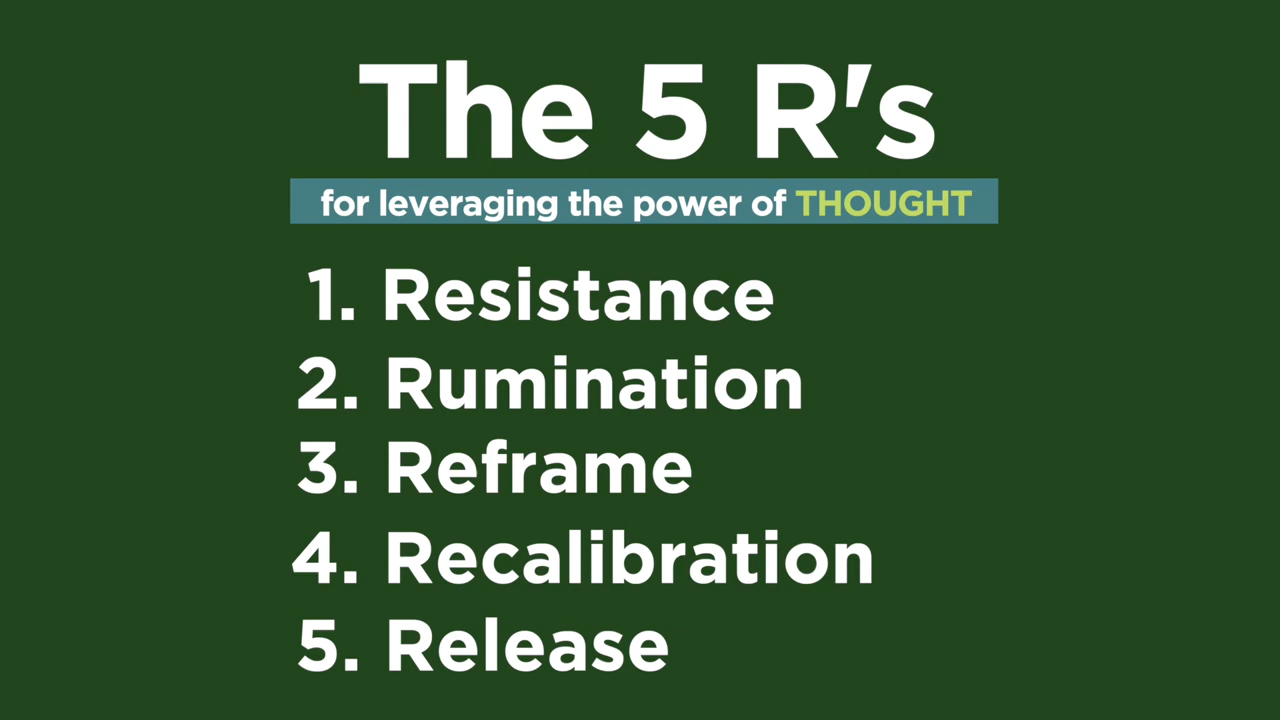 The 5 R's
for leveraging the power of THOUGHT
1. Resistance
2. Rumination
3. Reframe
4. Recalibration
5. Release